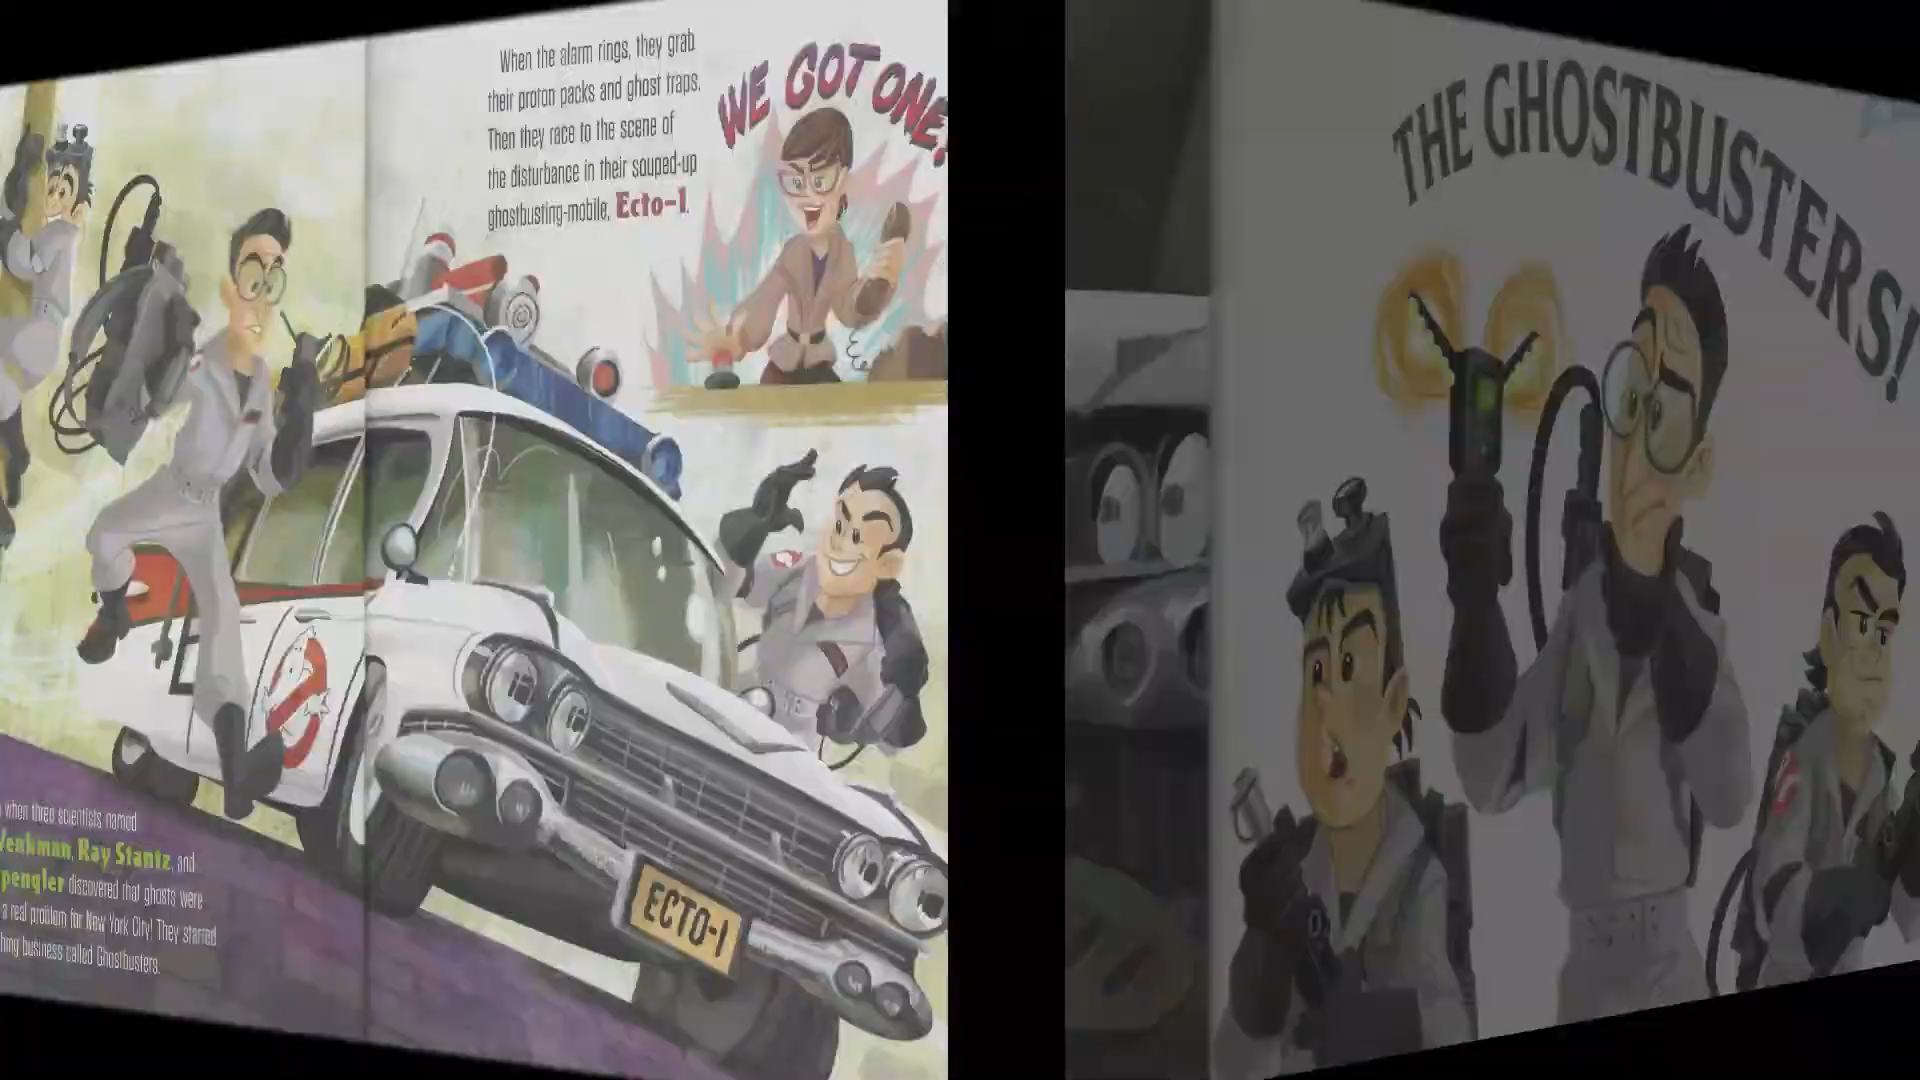 When the alarm rings, they grab
their proton packs and ghost traps.
Then they race to the scene of
the disturbance in their souped-up
ghostbusting-mobile, Ecto-1.
WE GOT ONE!
ECTO-1
when three scientists named
Venkman, Ray Stantz, and
pengler discovered that ghosts were
a real problem for New York City! They started
business called Ghostbusters.
THE GHOSTBUSTERS!